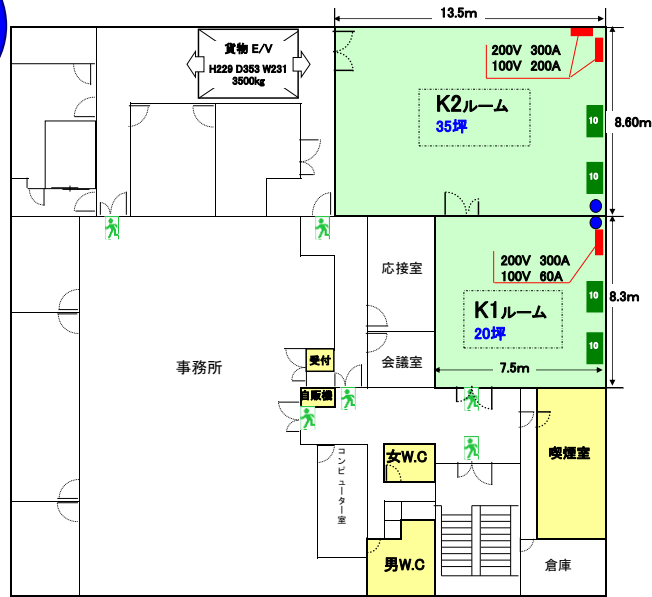 13.5m
貨物 E/V
H229 D353 W231
3500kg
200V 300A
100V 200A
K2ルーム
35坪
10
8.60m
10
応接室
200V 300A
100V 60A
10
8.3m
K1ルーム
20坪
10
受付
会議室
7.5m
事務所
自販機
コンピューター室
女W.C
喫煙室
男W.C
倉庫